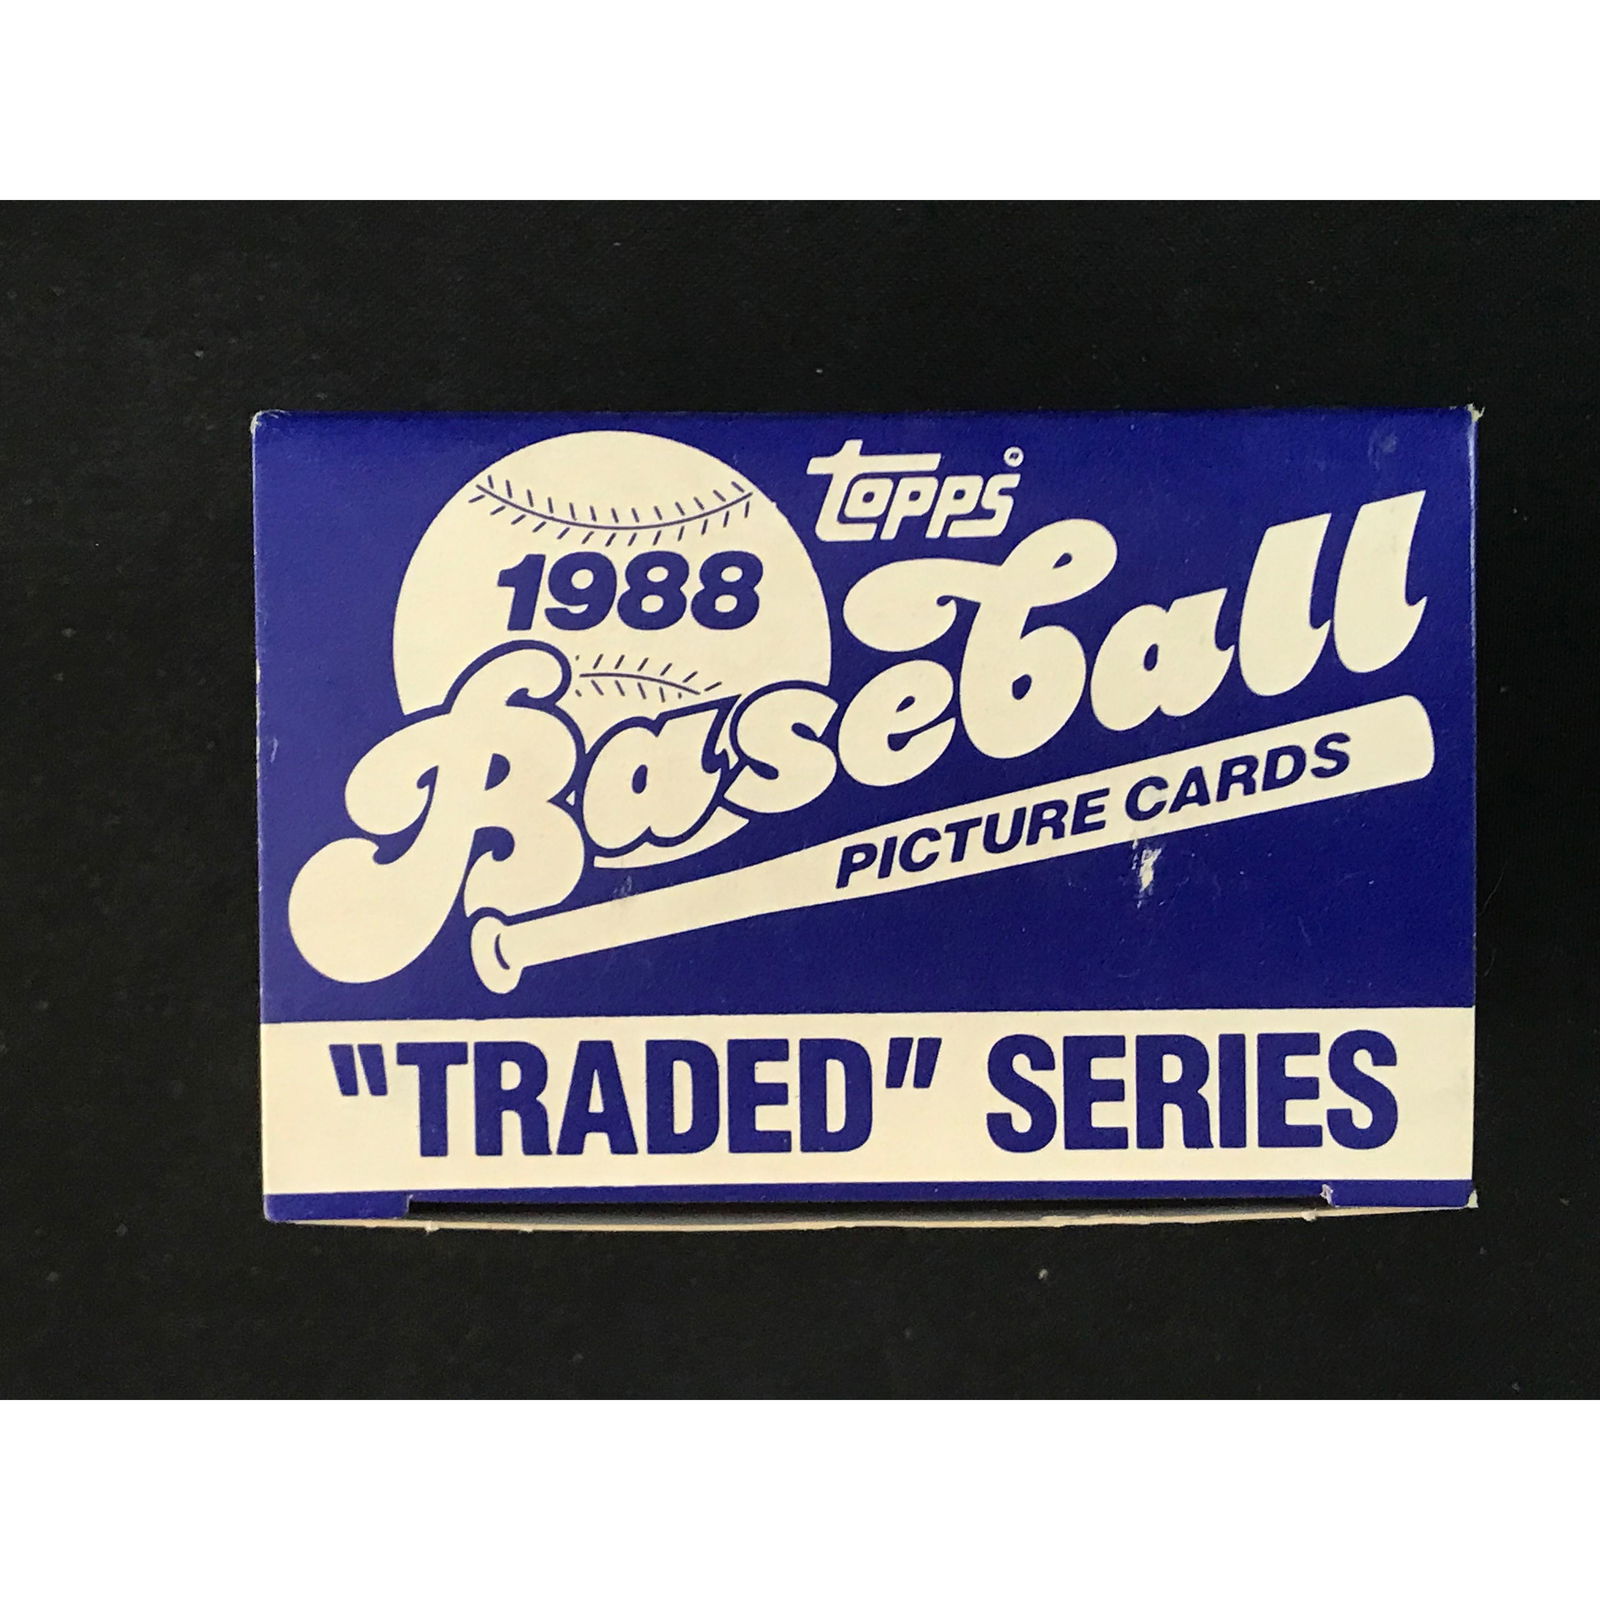 topps®
1988
Baseball
PICTURE CARDS
"TRADED" SERIES